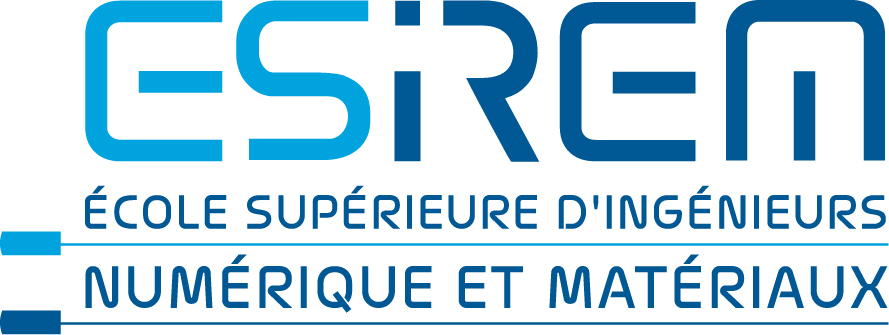 ESIREM
ÉCOLE SUPÉRIEURE D'INGÉNIEURS
NUMÉRIQUE ET MATÉRIAUX